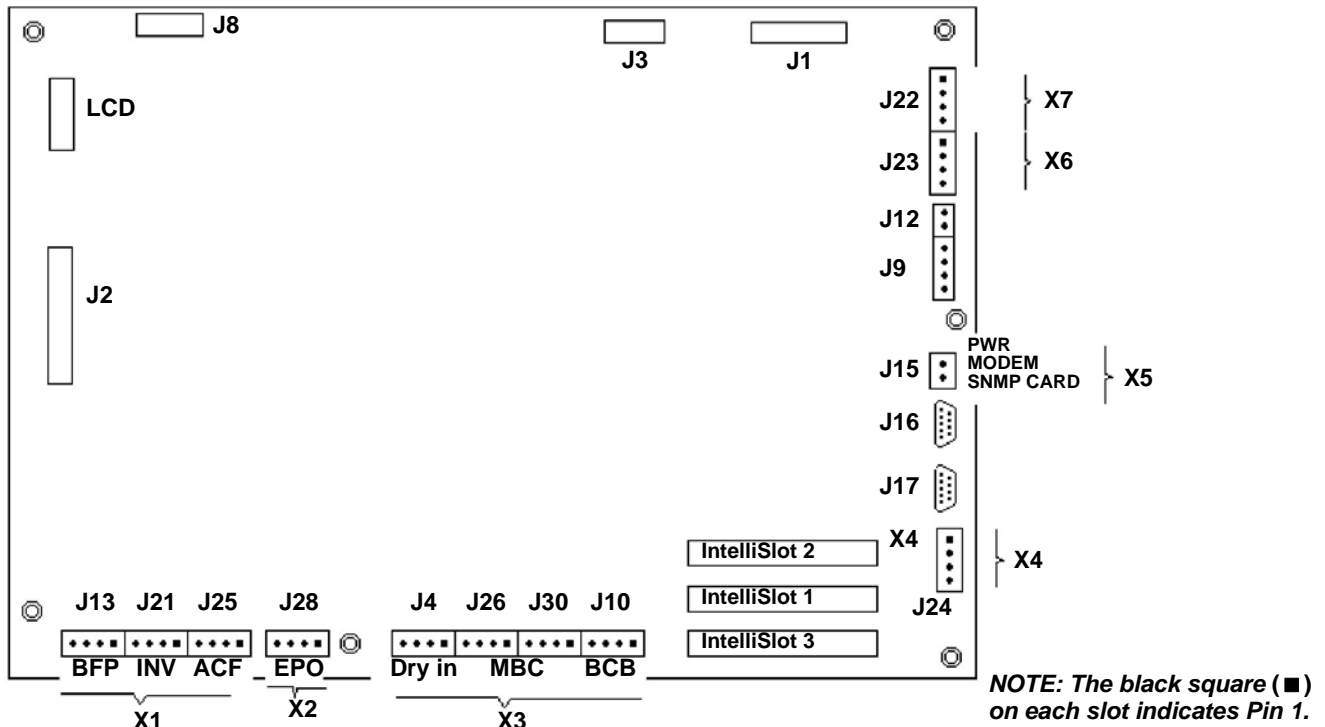 J8
J3
J1
LCD
J22
X7
J23
X6
J12
J9
J2
PWR
MODEM
SNMP CARD
J15
X5
J16
J17
X4
IntelliSlot 2
X4
IntelliSlot 1
J24
IntelliSlot 3
J13 J21 J25 J28 J4 J26 J30 J10
BFP INV ACF EPO Dry in MBC BCB
X1 X2 X3
NOTE: The black square (■)
on each slot indicates Pin 1.